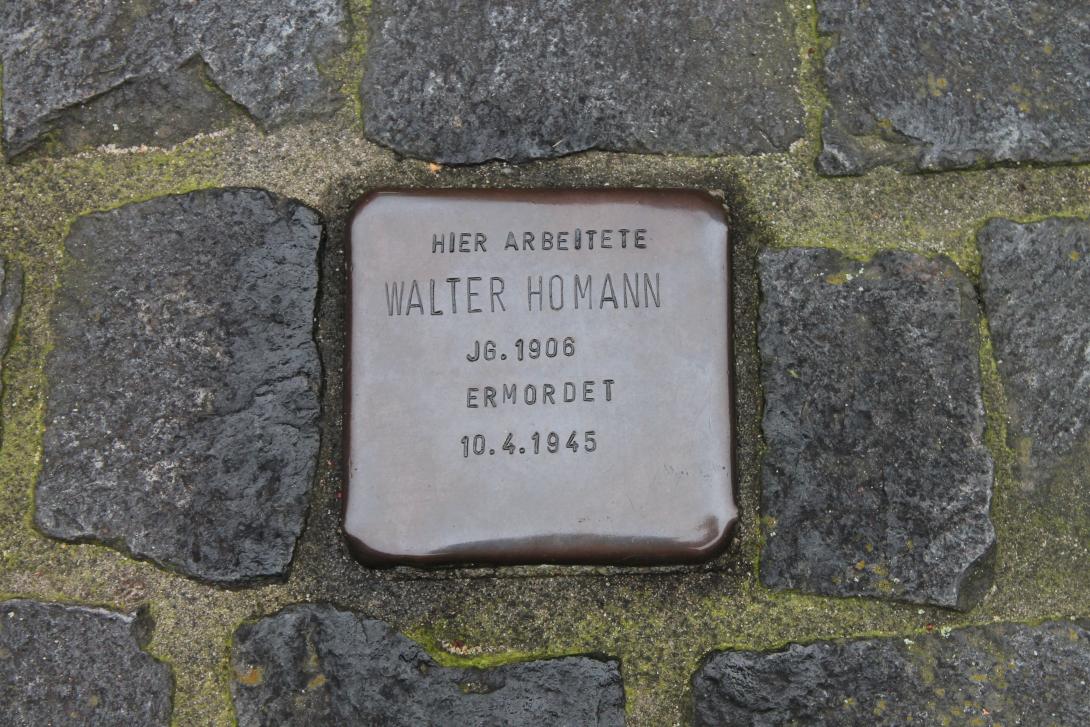 HIER ARBEITETE
WALTER HOMANN
JG. 1906
ERMORDET
10.4.1945